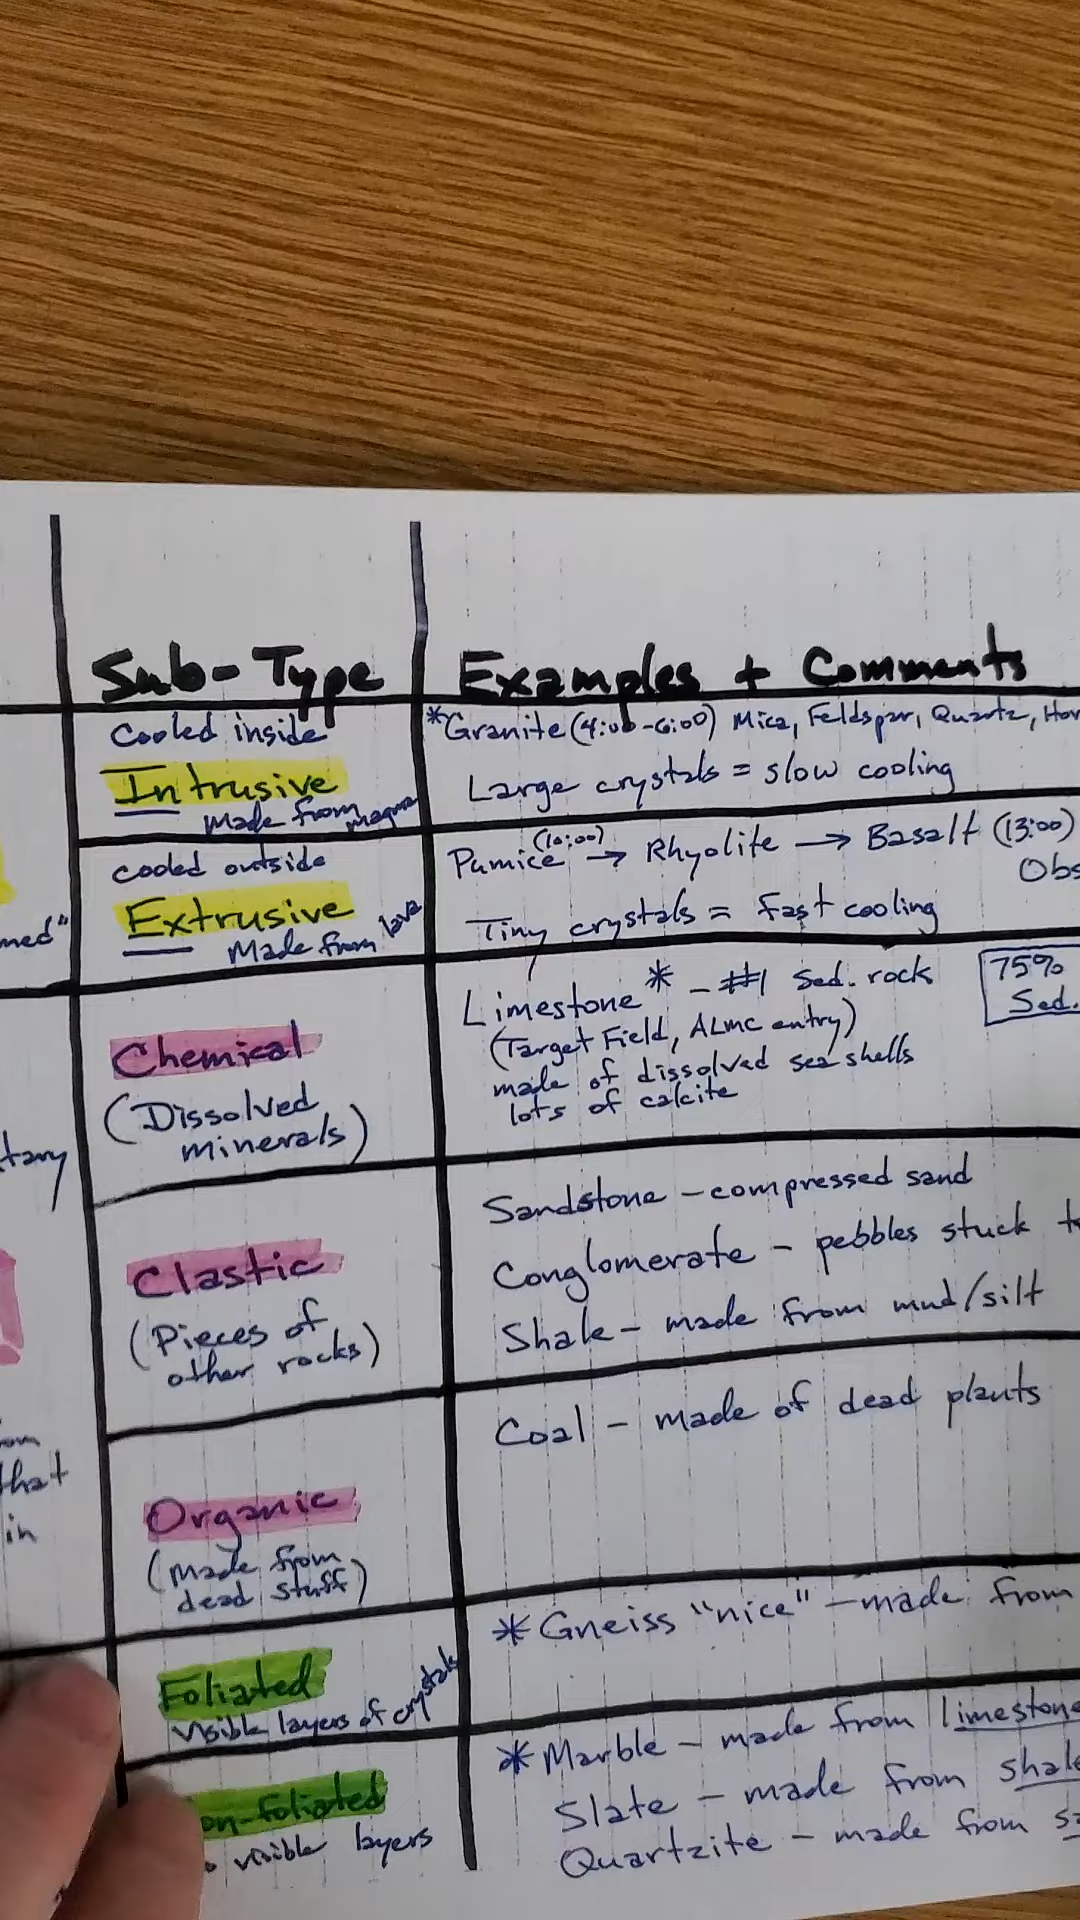 Sub-Type
Examples + Comments
cooled inside
Intrusive
made from magma
*Granite (4:00-6:00) Mica, Feldspar, Quartz, Hor
Large crystals = slow cooling
med"
cooled outside
Extrusive
Made from lava
Pumice (10:00) → Rhyolite → Basalt (13:00)
Obs
Tiny crystals = fast cooling
Chemical
(Dissolved
minerals)
Limestone* - #1 Sed. rock
(Target Field, ALMC entry)
made of dissolved sea shells
lots of calcite
75%
Sed.
tary
Clastic
(Pieces of
other rocks)
Sandstone - compressed sand
Conglomerate - pebbles stuck t
Shale - made from mud/silt
that
in
Organic
(made from
dead stuff)
Coal - made of dead plants
Foliated
visible layers of crystals
*Gneiss "nice" - made from
on-foliated
visible layers
*Marble - made from limestone
Slate - made from shale
Quartzite - made from sa